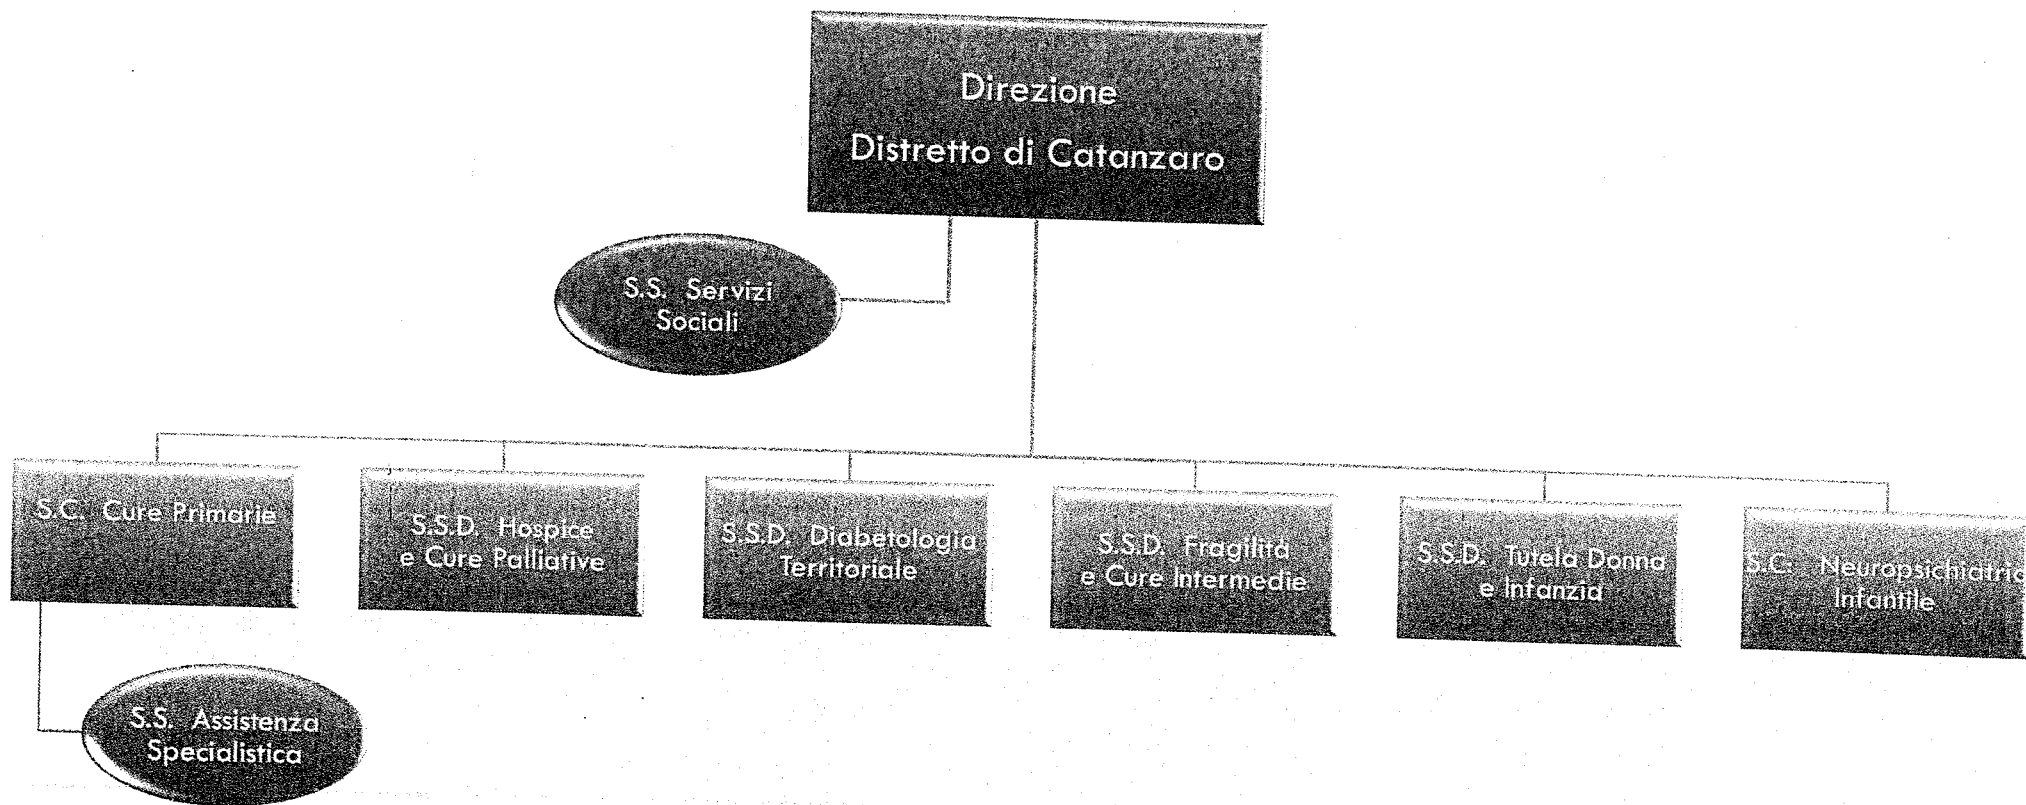 Direzione
Distretto di Catanzaro
S.S. Servizi
Sociali
S.C. Cure Primarie
S.S.D. Hospice
e Cure Palliative
S.S.D. Diabetologia
Territoriale
S.S.D. Fragilità
e Cure Intermedie
S.S.D. Tutela Donna
e Infanzia
S.C. Neuropsichiatria
Infantile
S.S. Assistenza
Specialistica